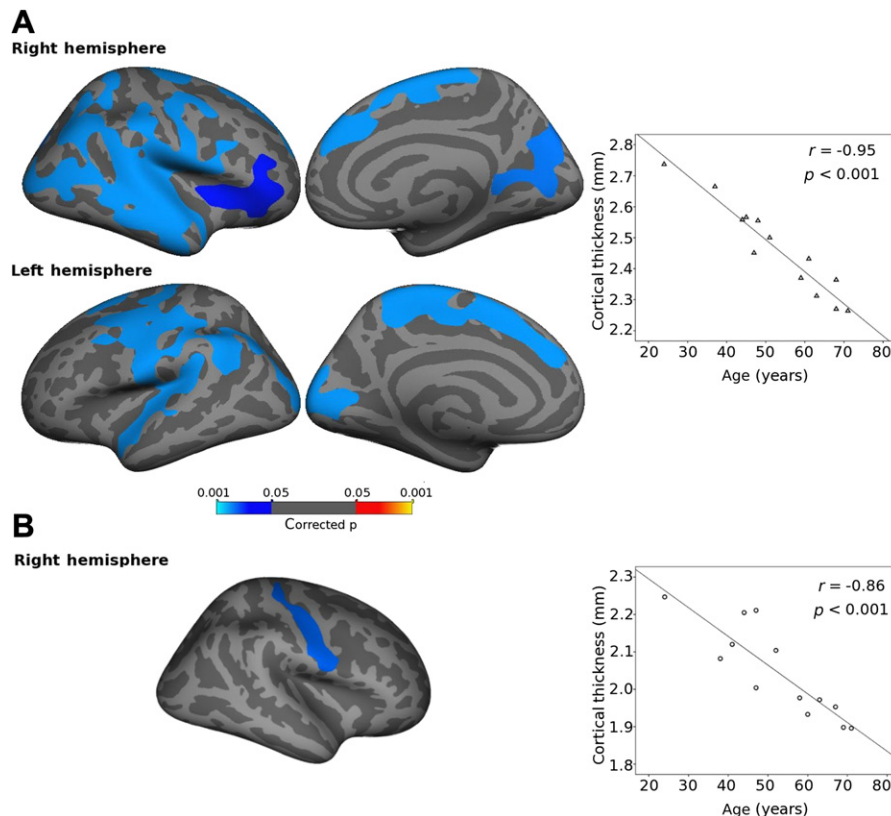 A
Right hemisphere
Left hemisphere
2.8
2.7
2.6
2.5
2.4
2.3
2.2
Cortical thickness (mm)
r = -0.95
p < 0.001
20 30 40 50 60 70 80
Age (years)
0.001 0.05 0.05 0.001
Corrected p
B
Right hemisphere
2.3
2.2
2.1
2.0
1.9
1.8
Cortical thickness (mm)
r = -0.86
p < 0.001
20 30 40 50 60 70 80
Age (years)